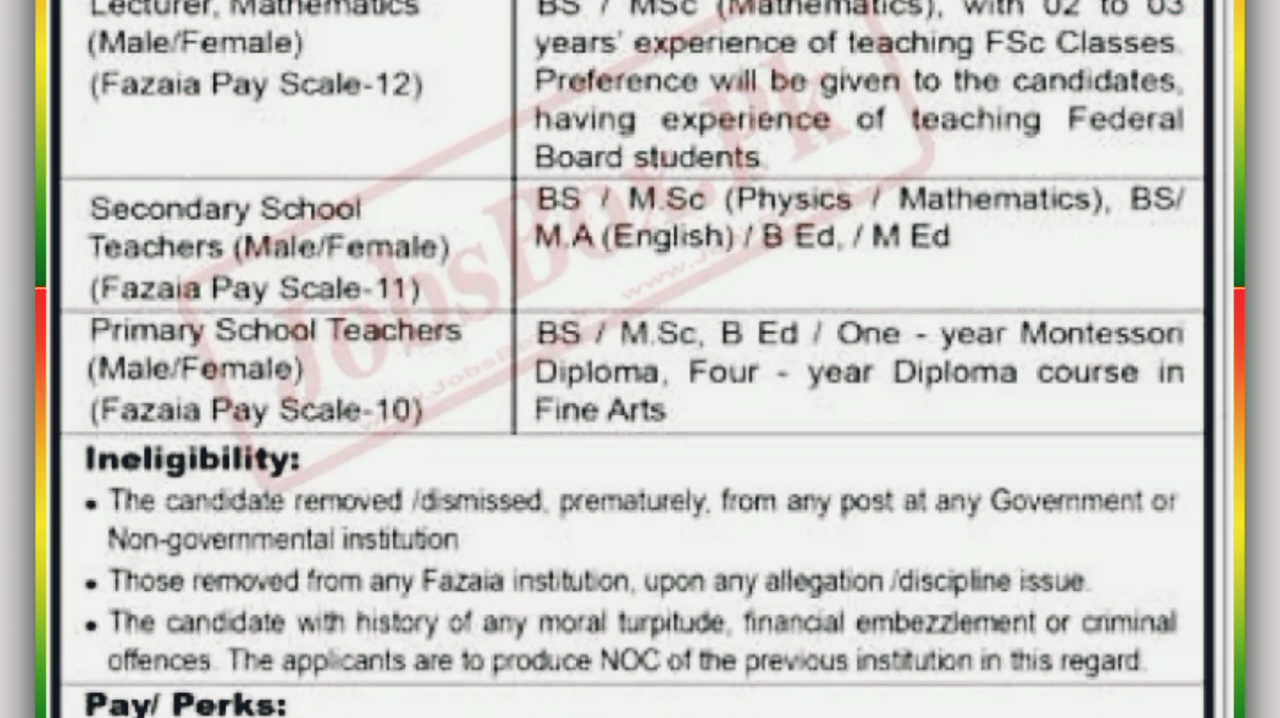 Lecturer, Mathematics
(Male/Female)
(Fazaia Pay Scale-12)
BS / MSc (Mathematics), with 02 to 03
years' experience of teaching FSc Classes.
Preference will be given to the candidates,
having experience of teaching Federal
Board students.
Secondary School
Teachers (Male/Female)
(Fazaia Pay Scale-11)
BS / M.Sc (Physics / Mathematics), BS/
M.A (English) / B Ed, / M Ed
Primary School Teachers
(Male/Female)
(Fazaia Pay Scale-10)
BS / M.Sc, B Ed / One - year Montessori
Diploma, Four - year Diploma course in
Fine Arts
JobsBox.Pk
Ineligibility:
• The candidate removed /dismissed, prematurely, from any post at any Government or
Non-governmental institution
• Those removed from any Fazaia institution, upon any allegation /discipline issue.
• The candidate with history of any moral turpitude, financial embezzlement or criminal
offences. The applicants are to produce NOC of the previous institution in this regard.
Pay/ Perks: